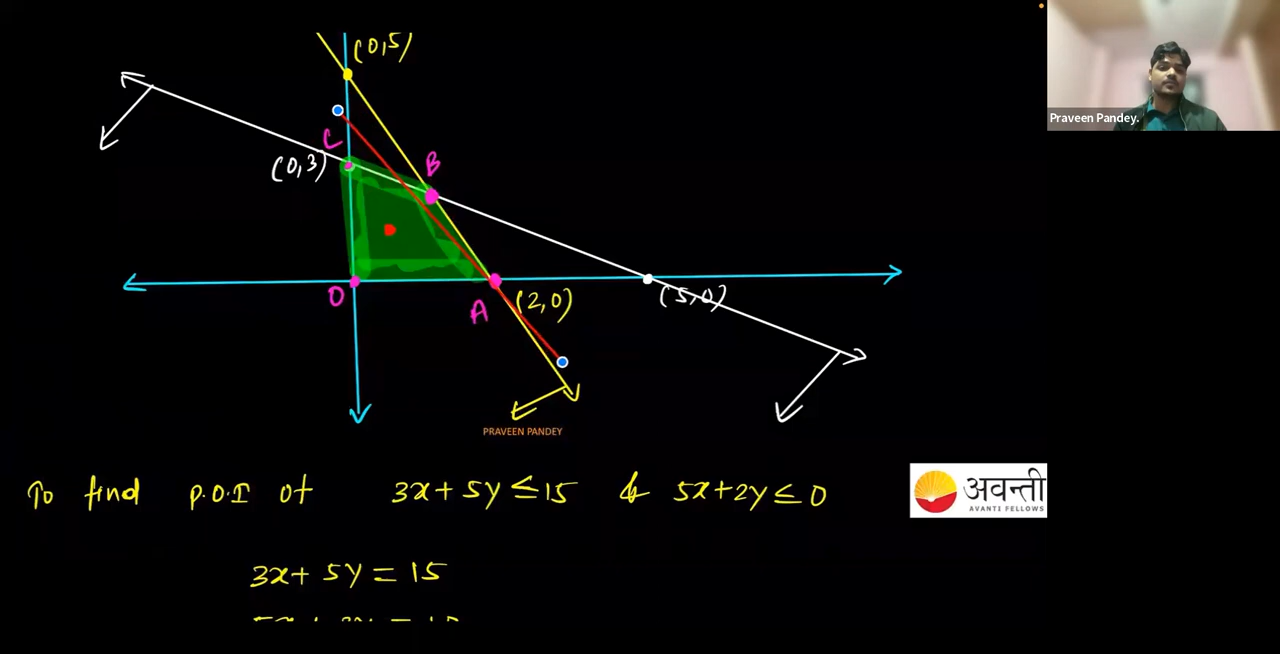 (0,5)
Praveen Pandey.
C
(0,3)
B
O
A
(2,0)
(5,0)
PRAVEEN PANDEY
To find P.O.I of 3x + 5y ≤ 15 & 5x + 2y ≤ 0
अवन्ती
AVANTI FELLOWS
3x + 5y = 15